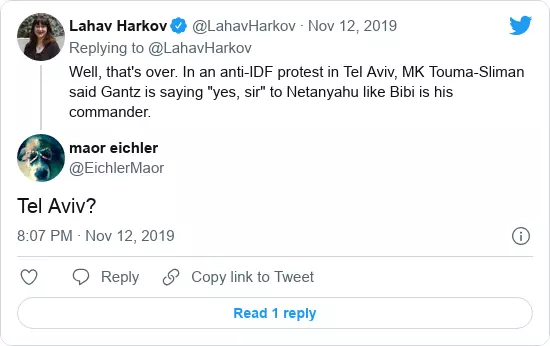 Lahav Harkov @LahavHarkov · Nov 12, 2019
Replying to @LahavHarkov
Well, that's over. In an anti-IDF protest in Tel Aviv, MK Touma-Sliman
said Gantz is saying "yes, sir" to Netanyahu like Bibi is his
commander.
maor eichler
@EichlerMaor
Tel Aviv?
8:07 PM · Nov 12, 2019
Reply Copy link to Tweet
Read 1 reply